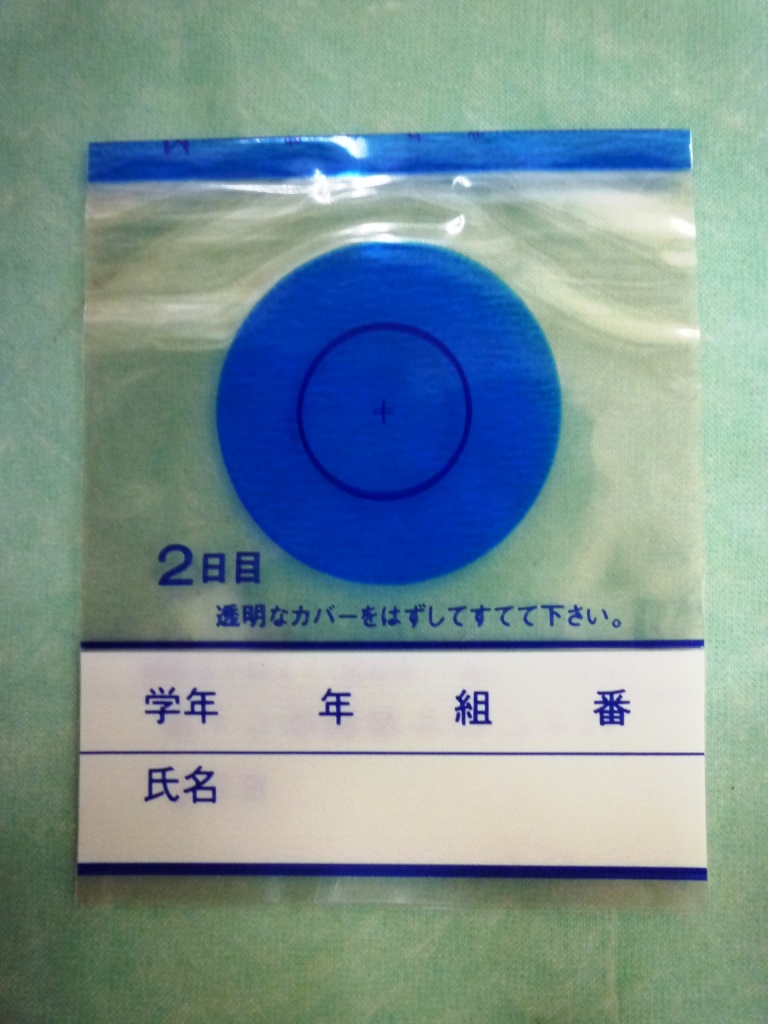 2日目
透明なカバーをはずしてすてて下さい。
学年 年 組 番
氏名